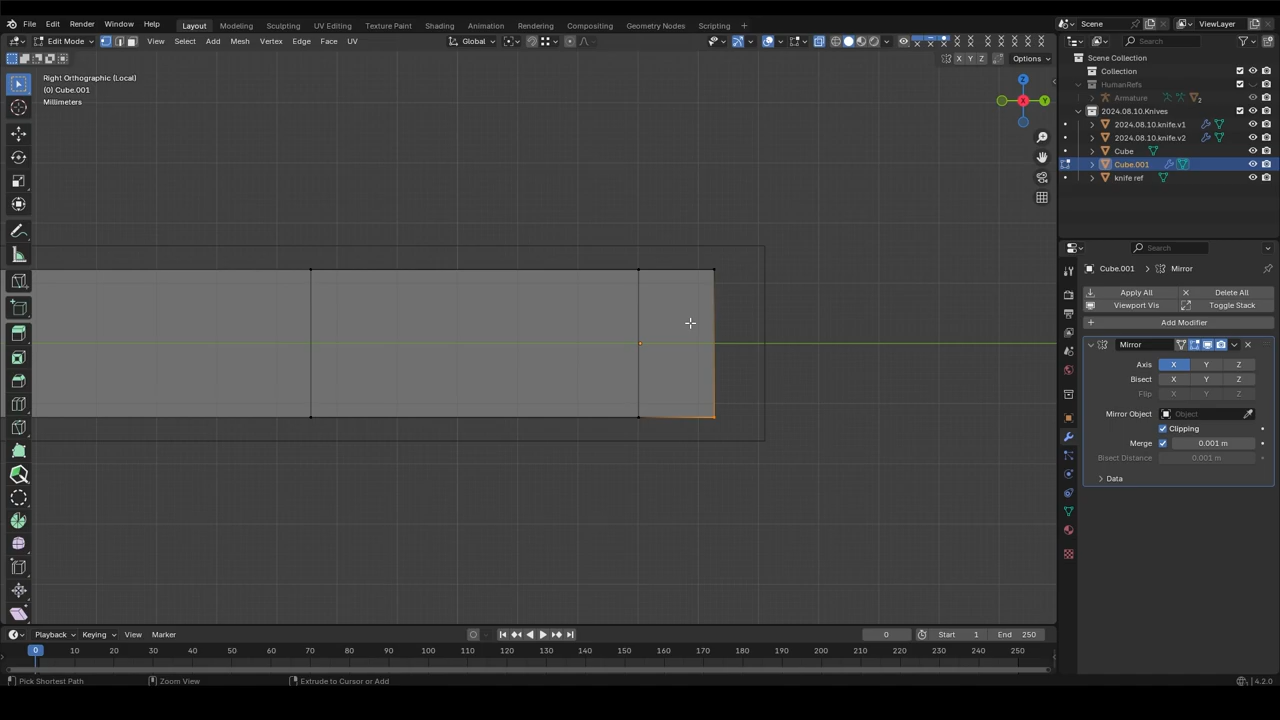 File Edit Render Window Help Layout Modeling Sculpting UV Editing Texture Paint Shading Animation Rendering Compositing Geometry Nodes Scripting Scene ViewLayer
Edit Mode View Select Add Mesh Vertex Edge Face UV Global Search
Options
Right Orthographic (Local)
(0) Cube.001
Millimeters
Z
Y
X
X Y Z
Scene Collection
Collection
HumanRefs
Armature 2
2024.08.10.Knives
2024.08.10.knife.v1
2024.08.10.knife.v2
Cube
Cube.001
knife ref
Search
Cube.001 Mirror
Apply All Delete All
Viewport Vis Toggle Stack
Add Modifier
Mirror
Axis X Y Z
Bisect X Y Z
Flip X Y Z
Mirror Object Object
Clipping
Merge 0.001 m
Bisect Distance 0.001 m
Data
Playback Keying View Marker 0 Start 1 End 250
0 10 20 30 40 50 60 70 80 90 100 110 120 130 140 150 160 170 180 190 200 210 220 230 240 250
Pick Shortest Path Zoom View Extrude to Cursor or Add 4.2.0